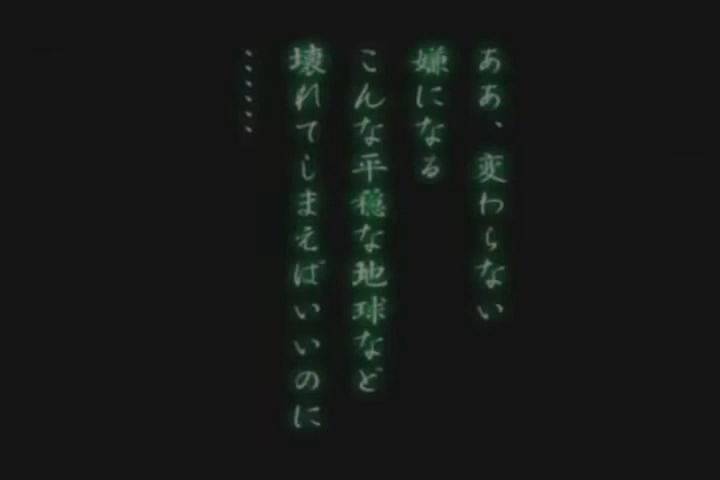 ああ、変わらない
嫌になる
こんな平穏な地球など
壊れてしまえばいいのに
……